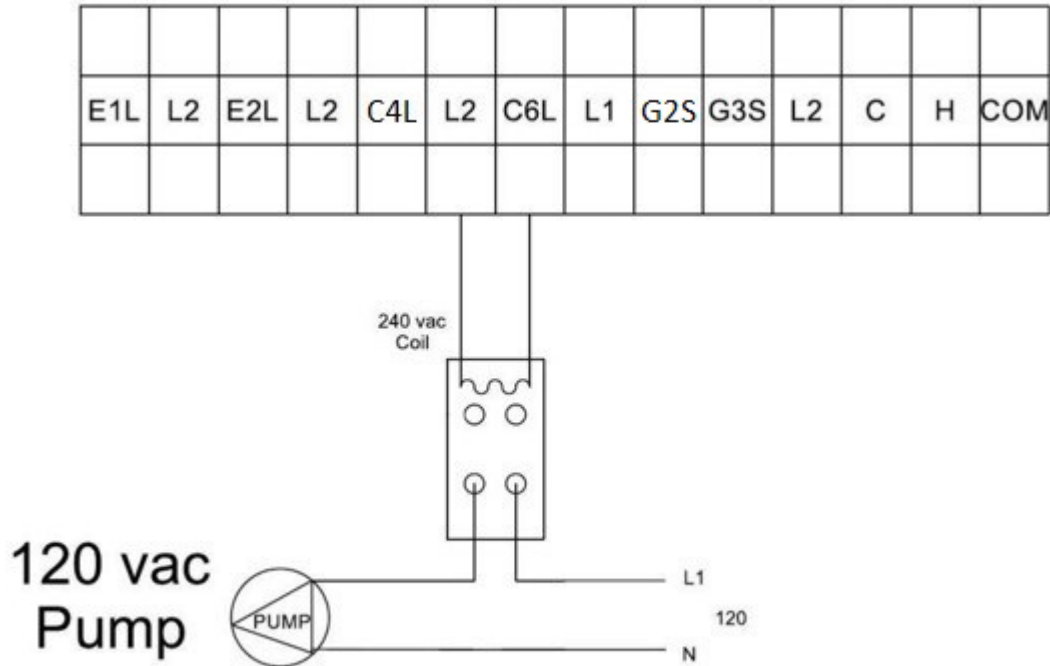 E1L L2 E2L L2 C4L L2 C6L L1 G2S G3S L2 C H COM
240 vac
Coil
120 vac
Pump
PUMP
L1
120
N